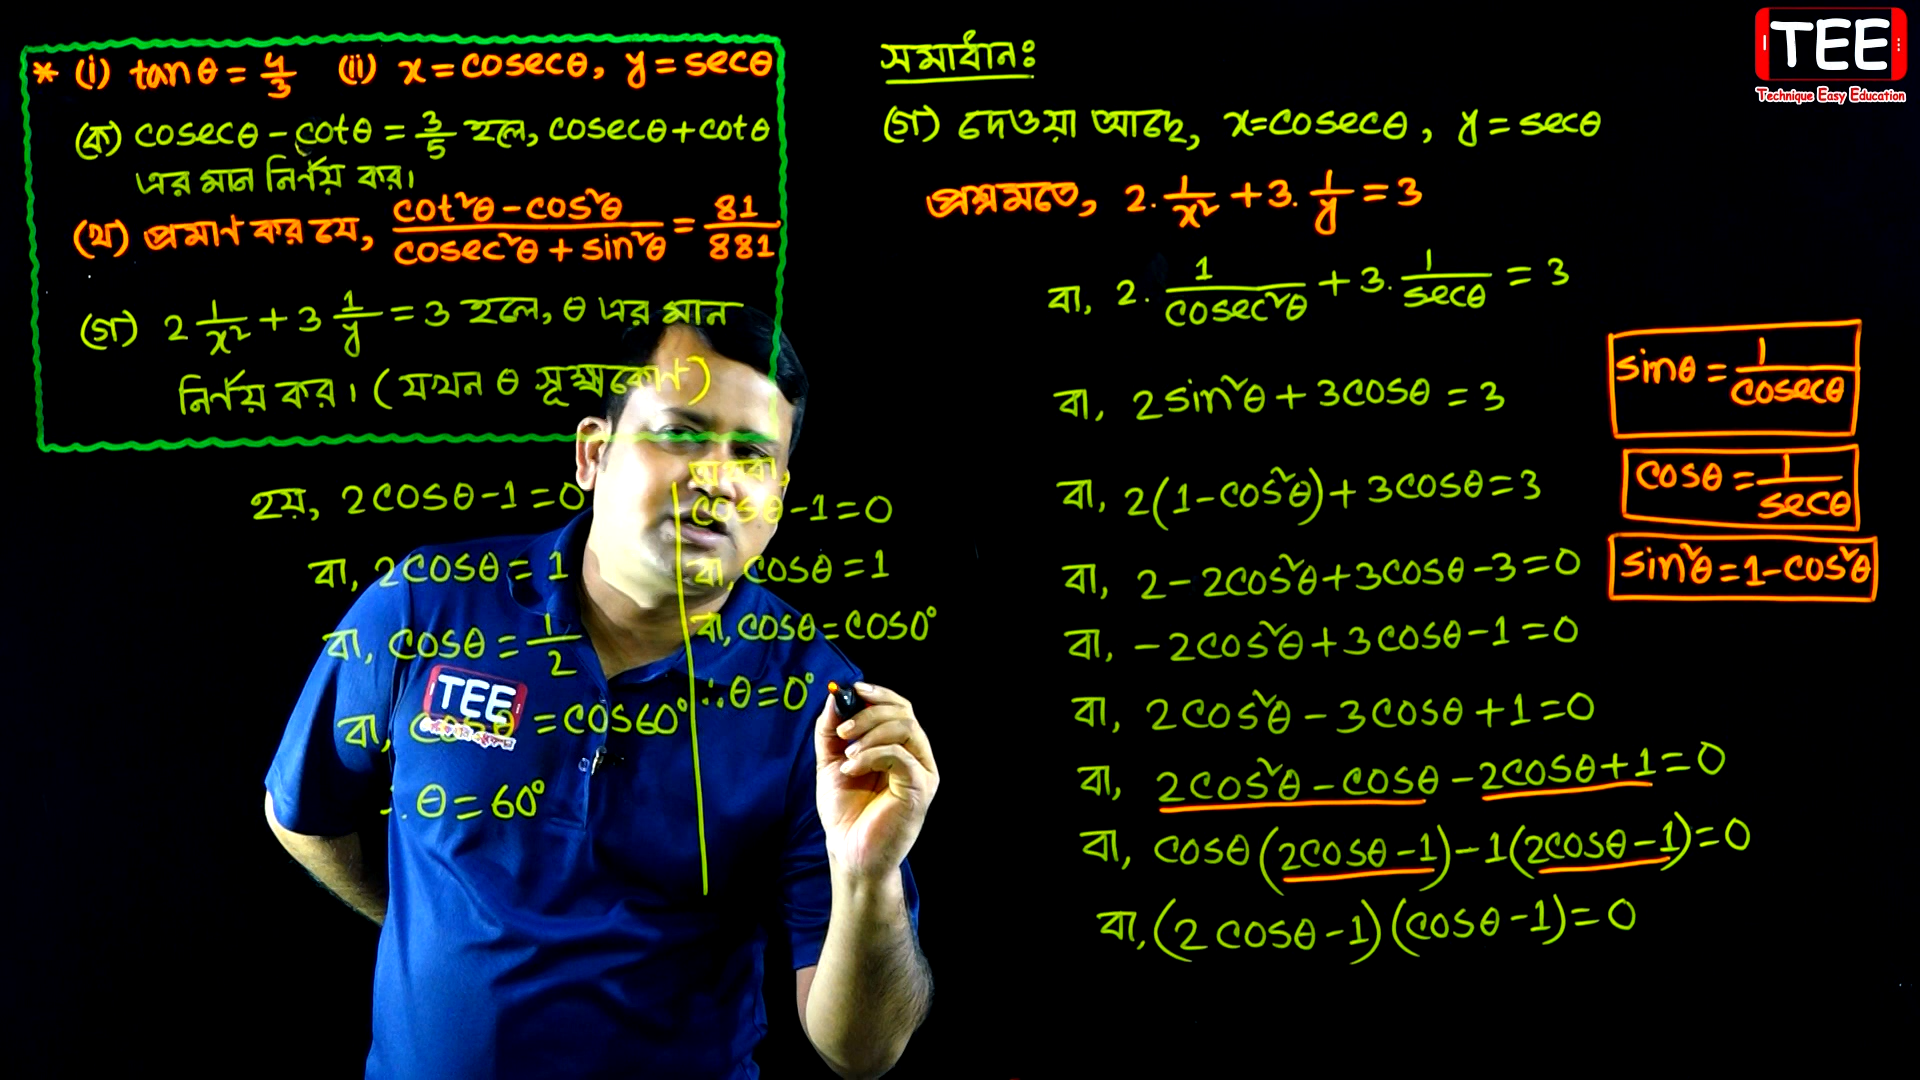 * (i) tanθ = 4/3 (ii) x = cosecθ, y = secθ
(ক) cosecθ - cotθ = 3/5 হলে, cosecθ + cotθ
এর মান নির্ণয় কর।
(খ) প্রমাণ কর যে, (cot²θ - cos²θ)/(cosec²θ + sin²θ) = 81/881
(গ) 2 1/x² + 3 1/y = 3 হলে, θ এর মান
নির্ণয় কর। (যখন θ সূক্ষ্মকোণ)
হয়, 2cosθ - 1 = 0
বা, 2cosθ = 1
বা, cosθ = 1/2
বা, cosθ = cos60°
∴ θ = 60°
অথবা,
cosθ - 1 = 0
বা, cosθ = 1
বা, cosθ = cos0°
∴ θ = 0°
TEE
সমাধানঃ
(গ) দেওয়া আছে, x = cosecθ, y = secθ
প্রশ্নমতে, 2. 1/x² + 3. 1/y = 3
বা, 2. 1/cosec²θ + 3. 1/secθ = 3
বা, 2sin²θ + 3cosθ = 3
বা, 2(1 - cos²θ) + 3cosθ = 3
বা, 2 - 2cos²θ + 3cosθ - 3 = 0
বা, -2cos²θ + 3cosθ - 1 = 0
বা, 2cos²θ - 3cosθ + 1 = 0
বা, 2cos²θ - cosθ - 2cosθ + 1 = 0
বা, cosθ (2cosθ - 1) - 1(2cosθ - 1) = 0
বা, (2cosθ - 1)(cosθ - 1) = 0
sinθ = 1/cosecθ
cosθ = 1/secθ
sin²θ = 1 - cos²θ
TEE
Technique Easy Education